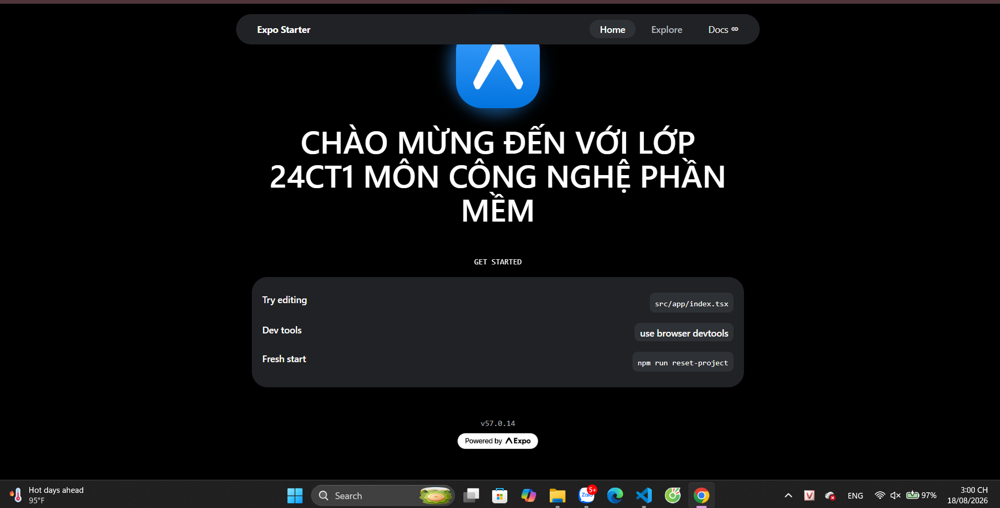 Expo Starter
Home
Explore
Docs
CHÀO MỪNG ĐẾN VỚI LỚP
24CT1 MÔN CÔNG NGHỆ PHẦN
MỀM
GET STARTED
Try editing
src/app/index.tsx
Dev tools
use browser devtools
Fresh start
npm run reset-project
v57.0.14
Powered by Expo
Hot days ahead
95°F
Search
Zalo
5+
V
ENG
97%
3:00 CH
18/08/2026